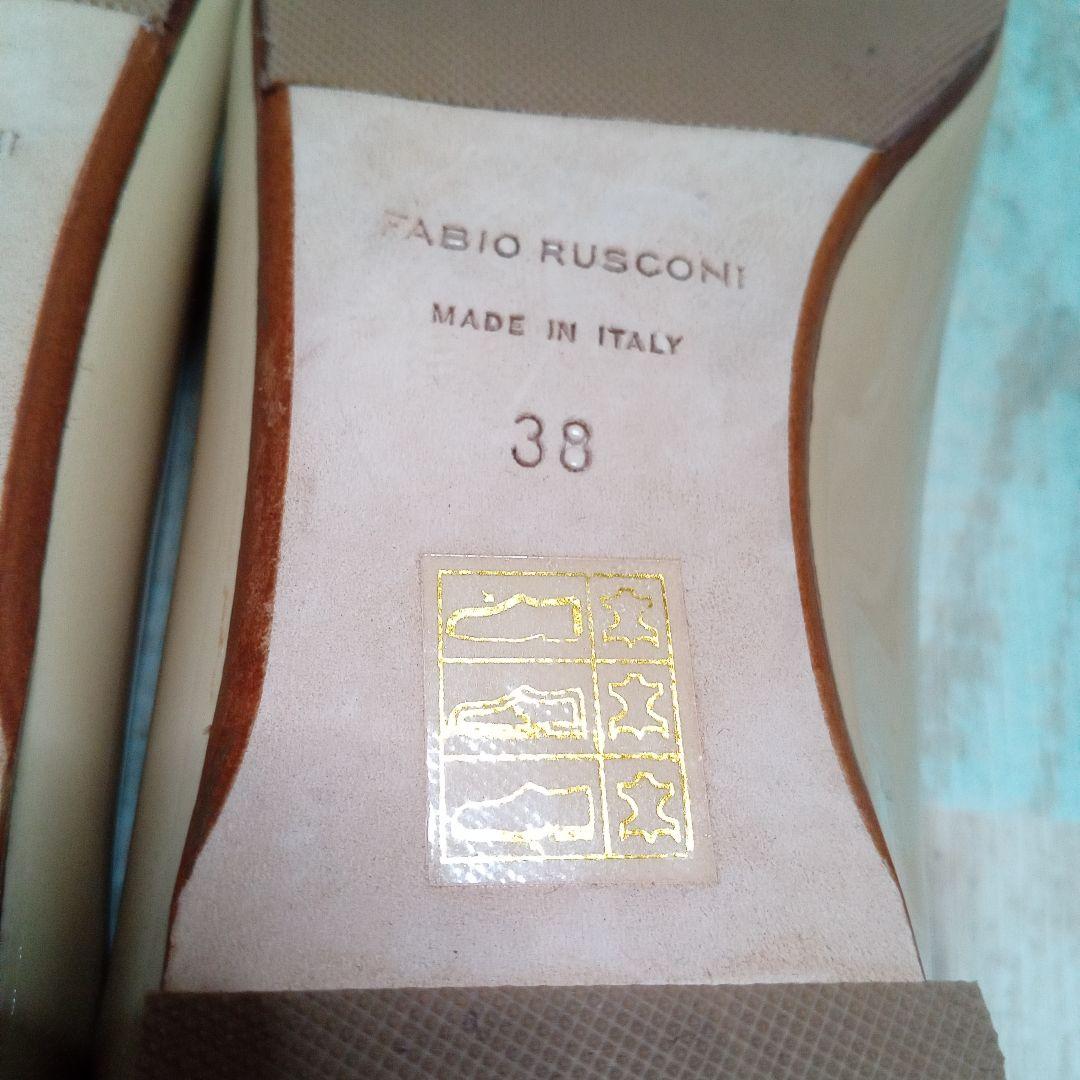 FABIO RUSCONI
MADE IN ITALY
38